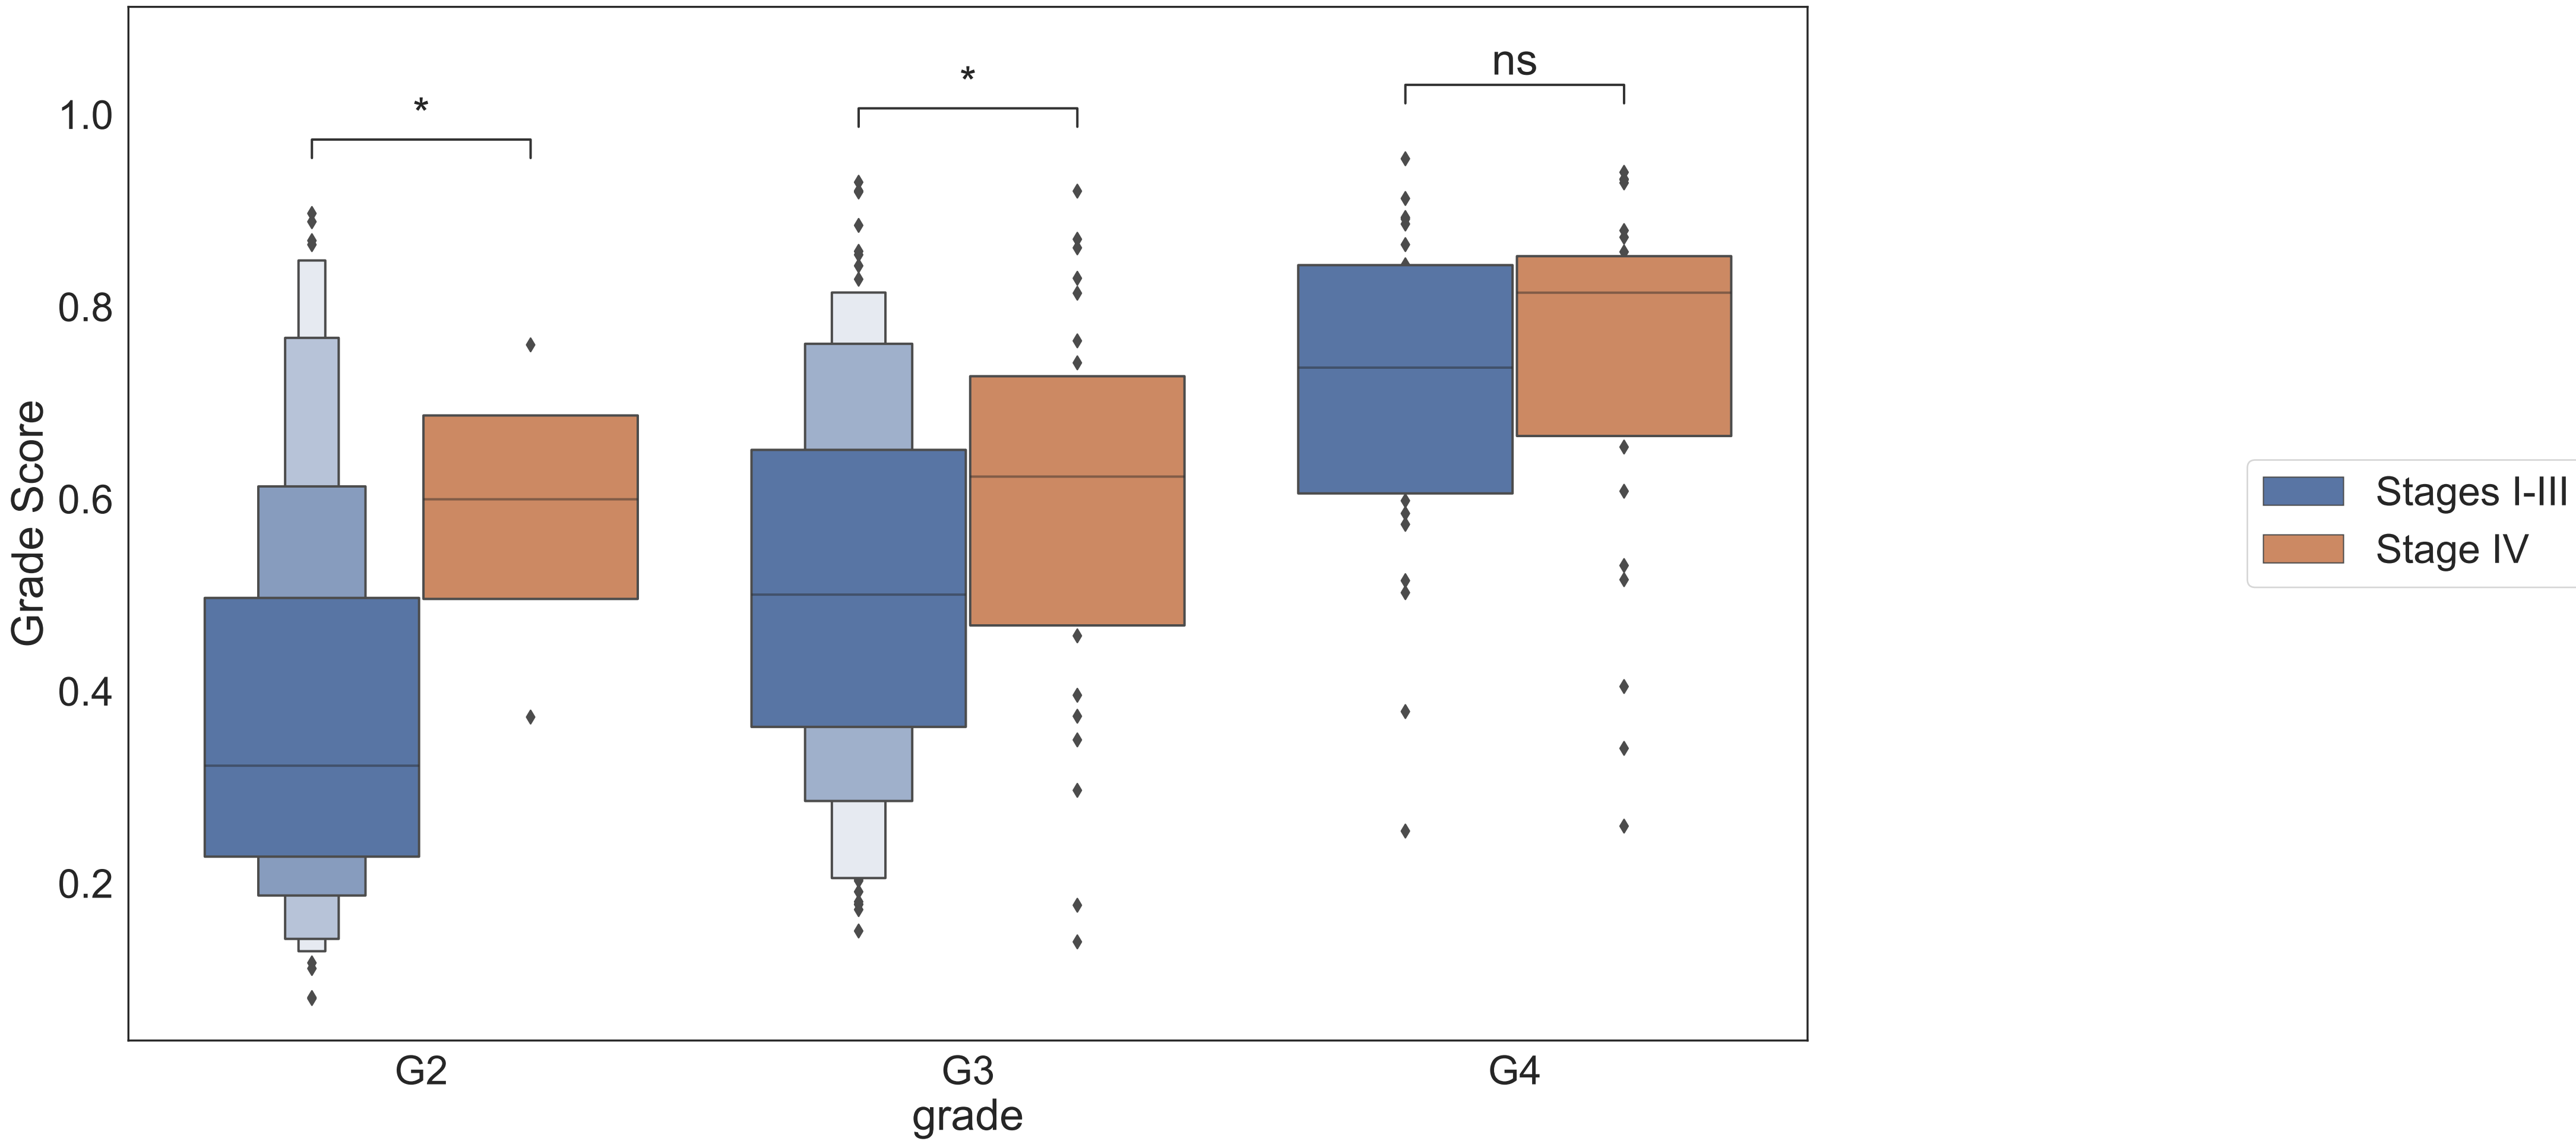 ns
*
*
1.0
0.8
0.6
0.4
0.2
Grade Score
G2
G3
G4
grade
Stages I-III
Stage IV